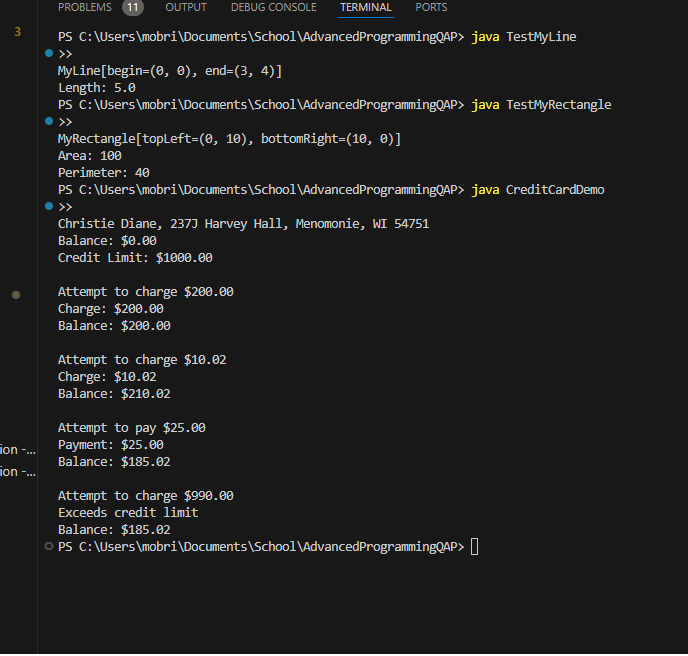 PROBLEMS 11 OUTPUT DEBUG CONSOLE TERMINAL PORTS
3
PS C:\Users\mobri\Documents\School\AdvancedProgrammingQAP> java TestMyLine
>>
MyLine[begin=(0, 0), end=(3, 4)]
Length: 5.0
PS C:\Users\mobri\Documents\School\AdvancedProgrammingQAP> java TestMyRectangle
>>
MyRectangle[topLeft=(0, 10), bottomRight=(10, 0)]
Area: 100
Perimeter: 40
PS C:\Users\mobri\Documents\School\AdvancedProgrammingQAP> java CreditCardDemo
>>
Christie Diane, 237J Harvey Hall, Menomonie, WI 54751
Balance: $0.00
Credit Limit: $1000.00
Attempt to charge $200.00
Charge: $200.00
Balance: $200.00
Attempt to charge $10.02
Charge: $10.02
Balance: $210.02
Attempt to pay $25.00
Payment: $25.00
ion -...
Balance: $185.02
ion -...
Attempt to charge $990.00
Exceeds credit limit
Balance: $185.02
PS C:\Users\mobri\Documents\School\AdvancedProgrammingQAP>